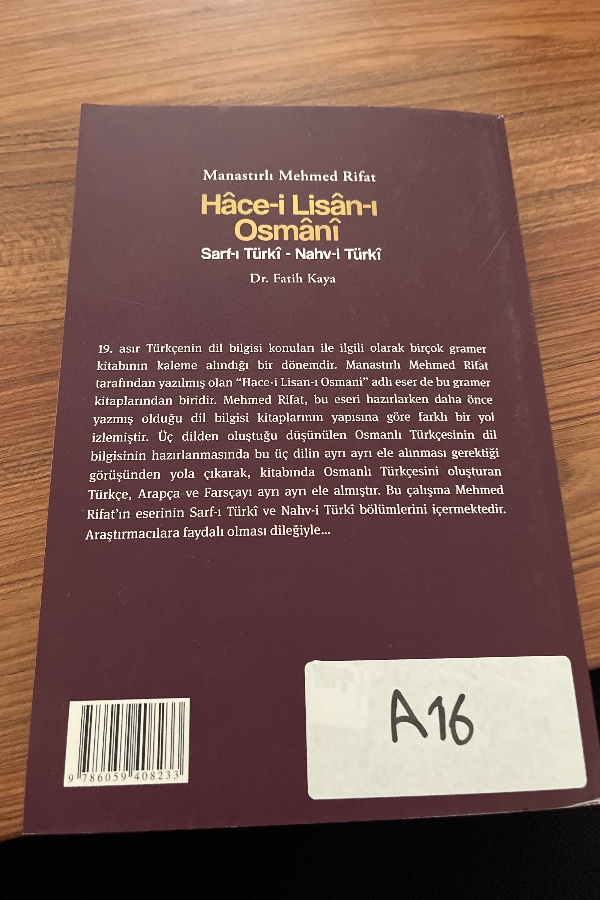 Manastırlı Mehmed Rifat
Hâce-i Lisân-ı
Osmânî
Sarf-ı Türkî - Nahv-i Türkî
Dr. Fatih Kaya
19. asır Türkçenin dil bilgisi konuları ile ilgili olarak birçok gramer
kitabının kaleme alındığı bir dönemdir. Manastırlı Mehmed Rifat
tarafından yazılmış olan “Hace-i Lisan-ı Osmani” adlı eser de bu gramer
kitaplarından biridir. Mehmed Rifat, bu eseri hazırlarken daha önce
yazmış olduğu dil bilgisi kitaplarının yapısına göre farklı bir yol
izlemiştir. Üç dilden oluştuğu düşünülen Osmanlı Türkçesinin dil
bilgisinin hazırlanmasında bu üç dilin ayrı ayrı ele alınması gerektiği
görüşünden yola çıkarak, kitabında Osmanlı Türkçesini oluşturan
Türkçe, Arapça ve Farsçayı ayrı ayrı ele almıştır. Bu çalışma Mehmed
Rifat’ın eserinin Sarf-ı Türkî ve Nahv-i Türkî bölümlerini içermektedir.
Araştırmacılara faydalı olması dileğiyle...
A16
9 786059 408233